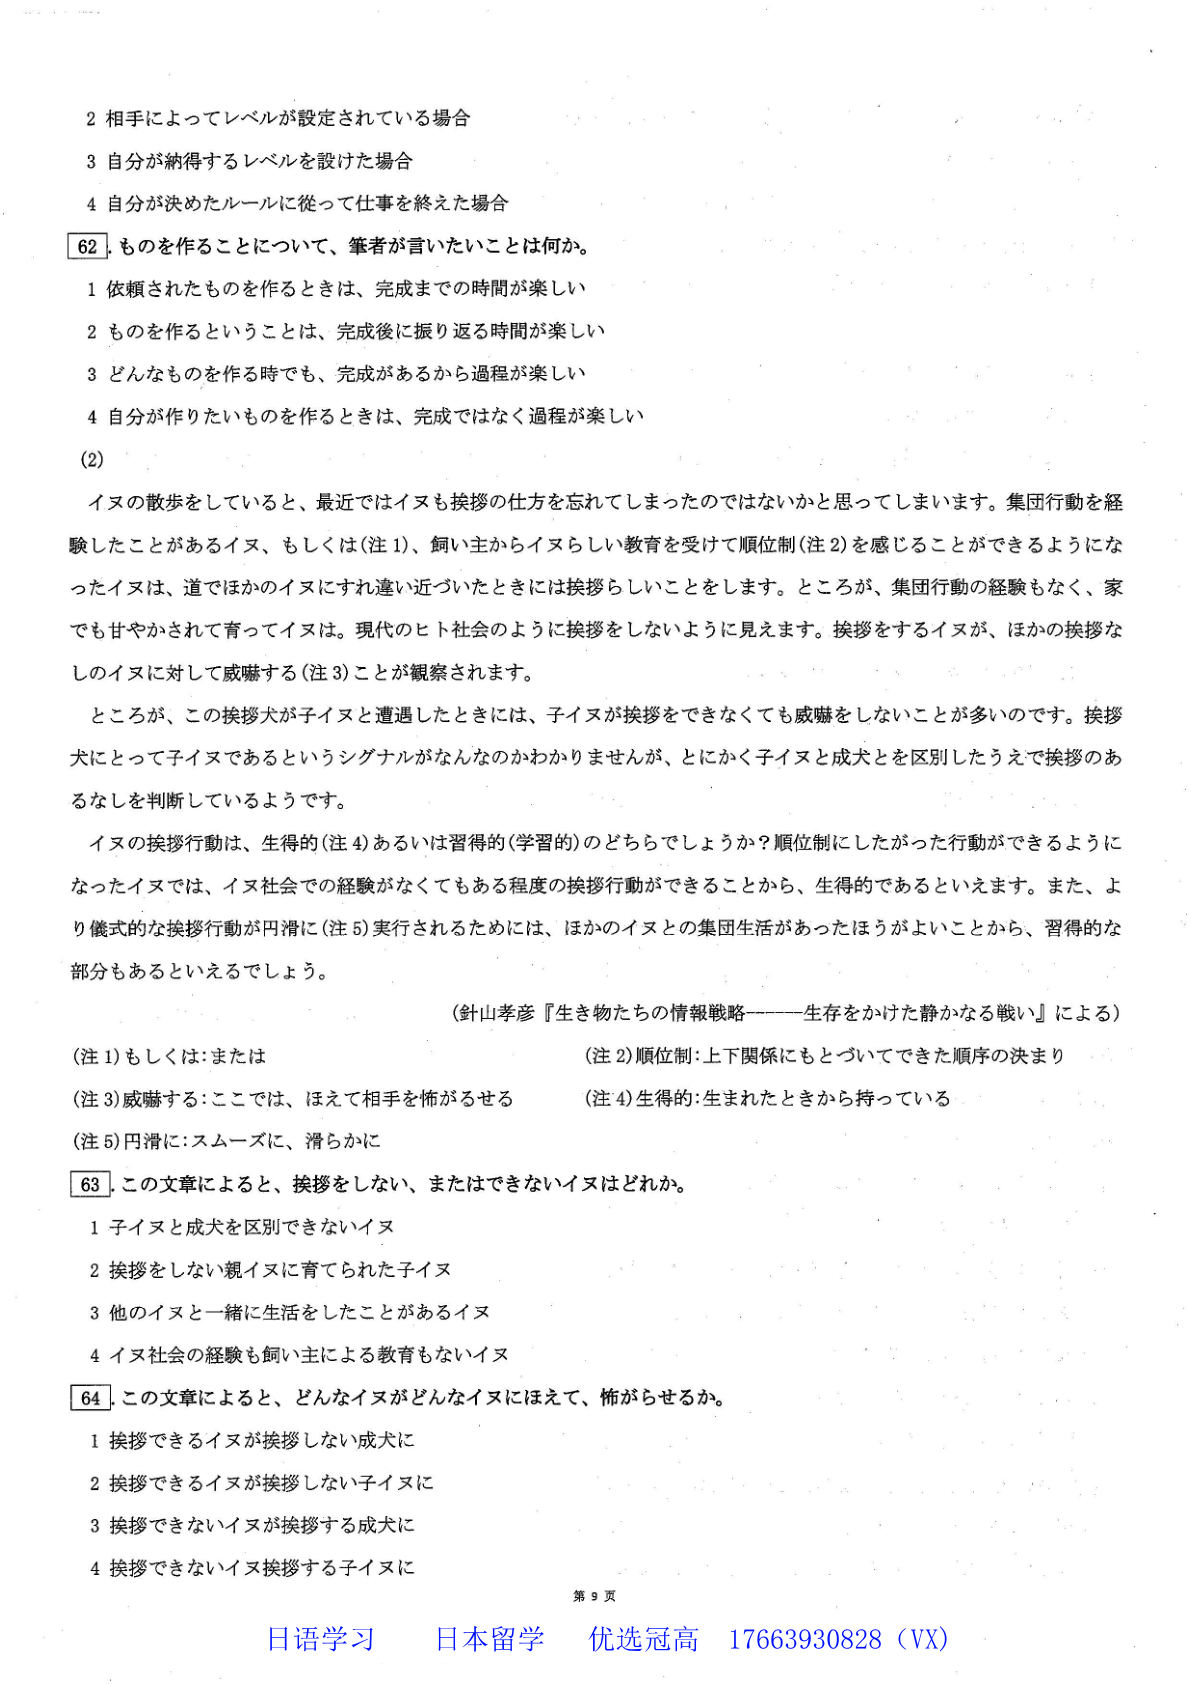 2 相手によってレベルが設定されている場合
3 自分が納得するレベルを設けた場合
4 自分が決めたルールに従って仕事を終えた場合
62. ものを作ることについて、筆者が言いたいことは何か。
1 依頼されたものを作るときは、完成までの時間が楽しい
2 ものを作るということは、完成後に振り返る時間が楽しい
3 どんなものを作る時でも、完成があるから過程が楽しい
4 自分が作りたいものを作るときは、完成ではなく過程が楽しい
(2)
イヌの散歩をしていると、最近ではイヌも挨拶の仕方を忘れてしまったのではないかと思ってしまいます。集団行動を経
験したことがあるイヌ、もしくは(注1)、飼い主からイヌらしい教育を受けて順位制(注2)を感じることができるようにな
ったイヌは、道でほかのイヌにすれ違い近づいたときには挨拶らしいことをします。ところが、集団行動の経験もなく、家
でも甘やかされて育ってイヌは。現代のヒト社会のように挨拶をしないように見えます。挨拶をするイヌが、ほかの挨拶な
しのイヌに対して威嚇する(注3)ことが観察されます。
ところが、この挨拶犬が子イヌと遭遇したときには、子イヌが挨拶をできなくても威嚇をしないことが多いのです。挨拶
犬にとって子イヌであるというシグナルがなんなのかわかりませんが、とにかく子イヌと成犬とを区別したうえで挨拶のあ
るなしを判断しているようです。
イヌの挨拶行動は、生得的(注4)あるいは習得的(学習的)のどちらでしょうか？順位制にしたがった行動ができるように
なったイヌでは、イヌ社会での経験がなくてもある程度の挨拶行動ができることから、生得的であるといえます。また、よ
り儀式的な挨拶行動が円滑に(注5)実行されるためには、ほかのイヌとの集団生活があったほうがよいことから、習得的な
部分もあるといえるでしょう。
(針山孝彦『生き物たちの情報戦略------生存をかけた静かなる戦い』による)
(注1)もしくは:または (注2)順位制:上下関係にもとづいてできた順序の決まり
(注3)威嚇する:ここでは、ほえて相手を怖がるせる (注4)生得的:生まれたときから持っている
(注5)円滑に:スムーズに、滑らかに
63. この文章によると、挨拶をしない、またはできないイヌはどれか。
1 子イヌと成犬を区別できないイヌ
2 挨拶をしない親イヌに育てられた子イヌ
3 他のイヌと一緒に生活をしたことがあるイヌ
4 イヌ社会の経験も飼い主による教育もないイヌ
64. この文章によると、どんなイヌがどんなイヌにほえて、怖がらせるか。
1 挨拶できるイヌが挨拶しない成犬に
2 挨拶できるイヌが挨拶しない子イヌに
3 挨拶できないイヌが挨拶する成犬に
4 挨拶できないイヌ挨拶する子イヌに
第 9 页
日语学习 日本留学 优选冠高 17663930828（VX)